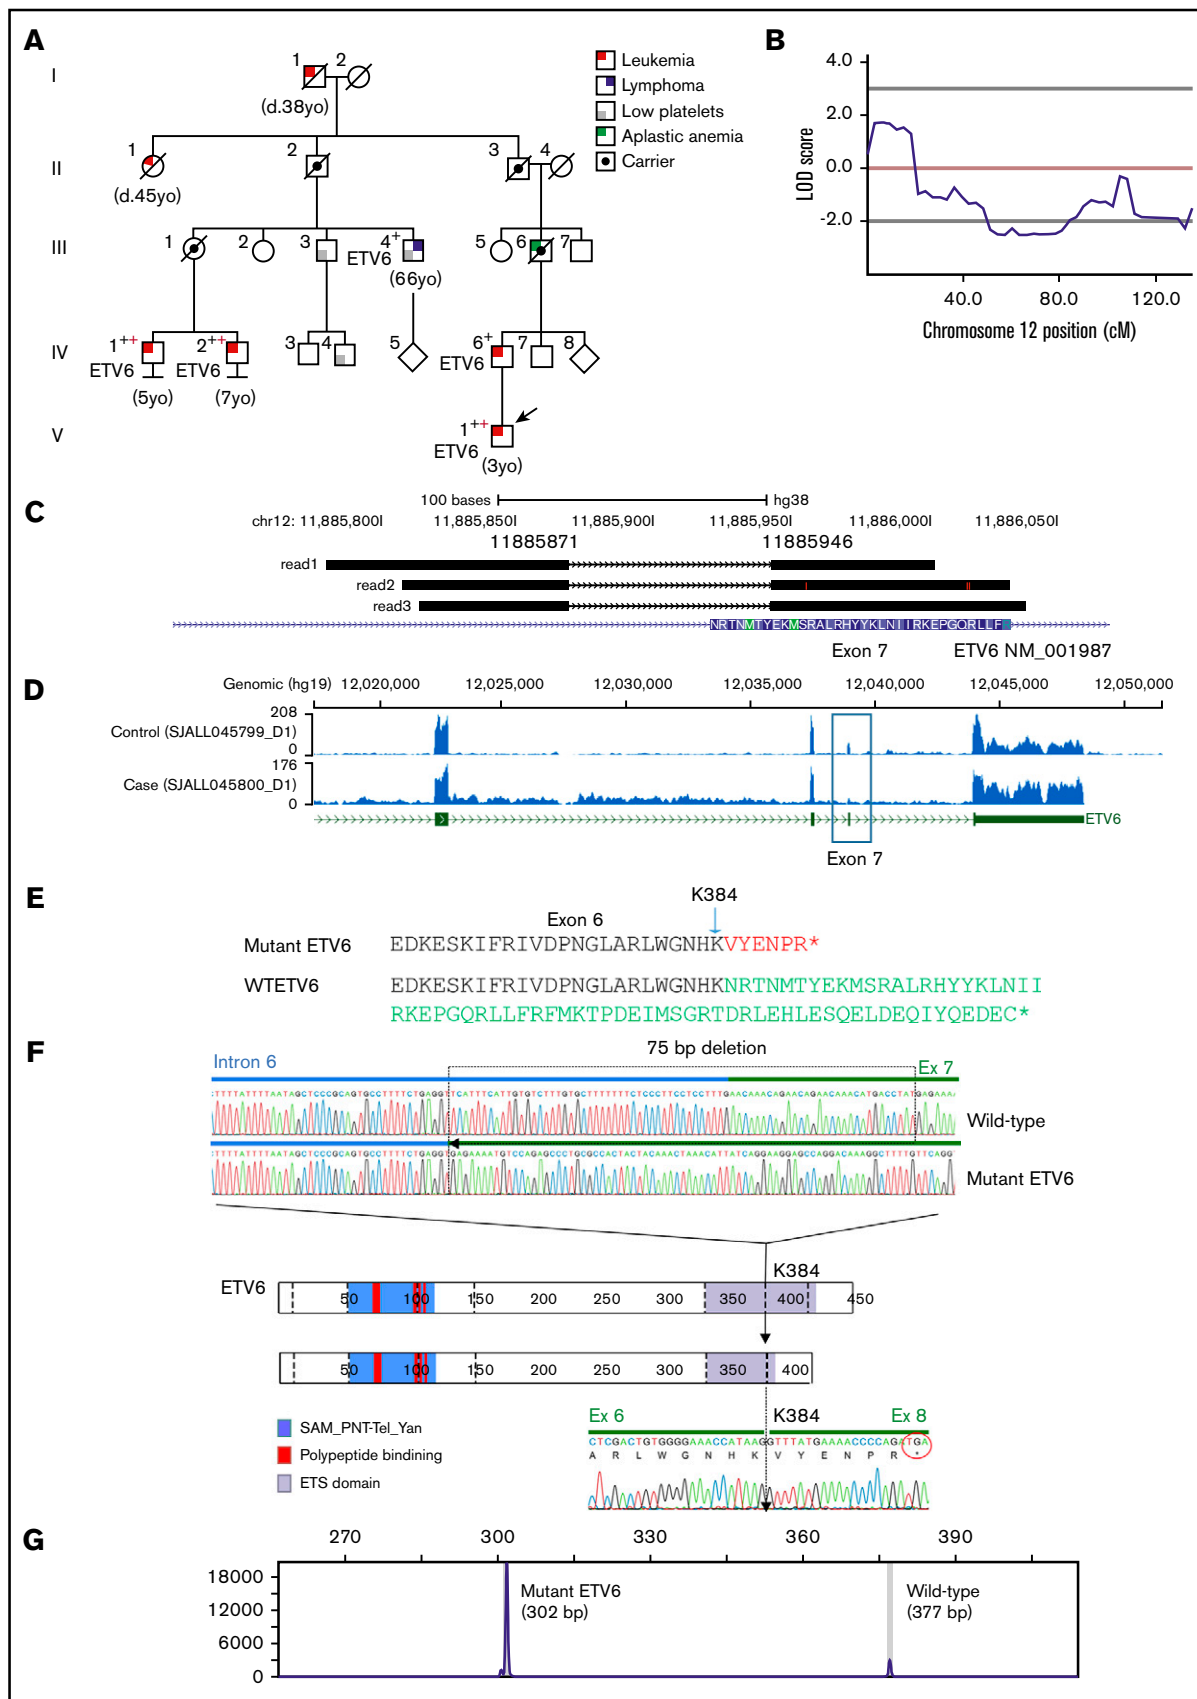 A
I
1
2
(d.38yo)
Leukemia
Lymphoma
Low platelets
Aplastic anemia
Carrier
II
1
2
3
4
(d.45yo)
III
1
2
3
4+
ETV6
(66yo)
5
6
7
IV
1++
ETV6
(5yo)
2++
ETV6
(7yo)
3
4
5
6+
ETV6
7
8
V
1++
ETV6
(3yo)
B
4.0
2.0
0.0
-2.0
LOD score
40.0
80.0
120.0
Chromosome 12 position (cM)
C
100 bases
hg38
chr12: 11,885,800I 11,885,850I 11,885,900I 11,885,950I 11,886,000I 11,886,050I
11885871
11885946
read1
read2
read3
NRTNMTYEKMSRALRHYYKLNIIRKEPGQRLLF
Exon 7
ETV6 NM_001987
D
Genomic (hg19) 12,020,000 12,025,000 12,030,000 12,035,000 12,040,000 12,045,000 12,050,000
208
Control (SJALL045799_D1)
0
176
Case (SJALL045800_D1)
0
ETV6
Exon 7
E
K384
Exon 6
Mutant ETV6 EDKESKIFRIVDPNGLARLWGNHKVYENPR*
WTETV6 EDKESKIFRIVDPNGLARLWGNHKNRTNMTYEKMSRALRHYYKLNII
RKEPGQRLLFRFMKTPDEIMSGRTDRLEHLESQELDEQIYQEDEC*
F
75 bp deletion
Intron 6
Ex 7
Wild-type
Mutant ETV6
K384
ETV6
50 100 150 200 250 300 350 400 450
50 100 150 200 250 300 350 400
SAM_PNT-Tel_Yan
Polypeptide bindining
ETS domain
Ex 6 K384 Ex 8
CTCGACTGTGGGGAAACCATAAGGTTTATGAAAACCCCAGATGA
A R L W G N H K V Y E N P R *
G
270 300 330 360 390
18000
12000
6000
0
Mutant ETV6
(302 bp)
Wild-type
(377 bp)